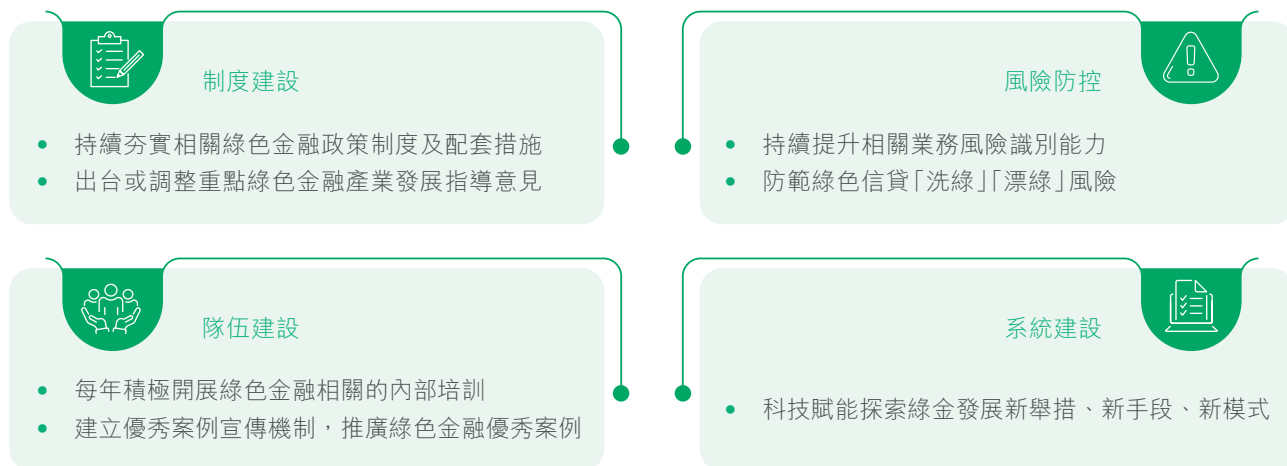 制度建設
持續夯實相關綠色金融政策制度及配套措施
出台或調整重點綠色金融產業發展指導意見
風險防控
持續提升相關業務風險識別能力
防範綠色信貸「洗綠」「漂綠」風險
隊伍建設
每年積極開展綠色金融相關的內部培訓
建立優秀案例宣傳機制，推廣綠色金融優秀案例
系統建設
科技賦能探索綠金發展新舉措、新手段、新模式